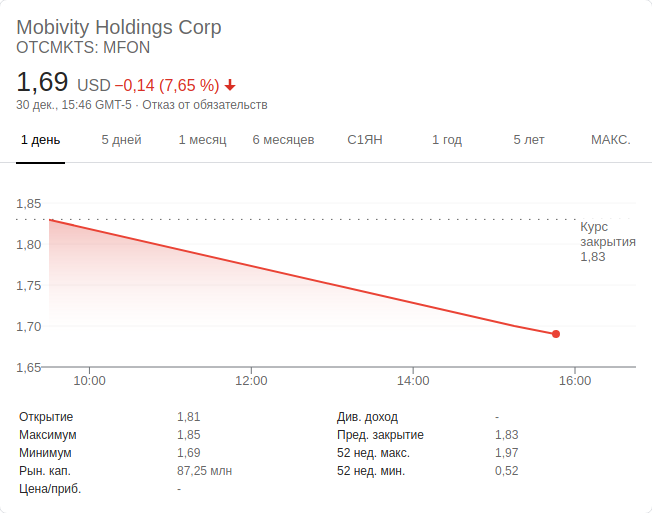 Mobivity Holdings Corp
OTCMKTS: MFON
1,69 USD −0,14 (7,65 %)
30 дек., 15:46 GMT-5 · Отказ от обязательств
1 день 5 дней 1 месяц 6 месяцев С1ЯН 1 год 5 лет МАКС.
1,85
Курс
закрытия
1,83
1,80
1,75
1,70
1,65
10:00 12:00 14:00 16:00
Открытие 1,81 Див. доход -
Максимум 1,85 Пред. закрытие 1,83
Минимум 1,69 52 нед. макс. 1,97
Рын. кап. 87,25 млн 52 нед. мин. 0,52
Цена/приб. -